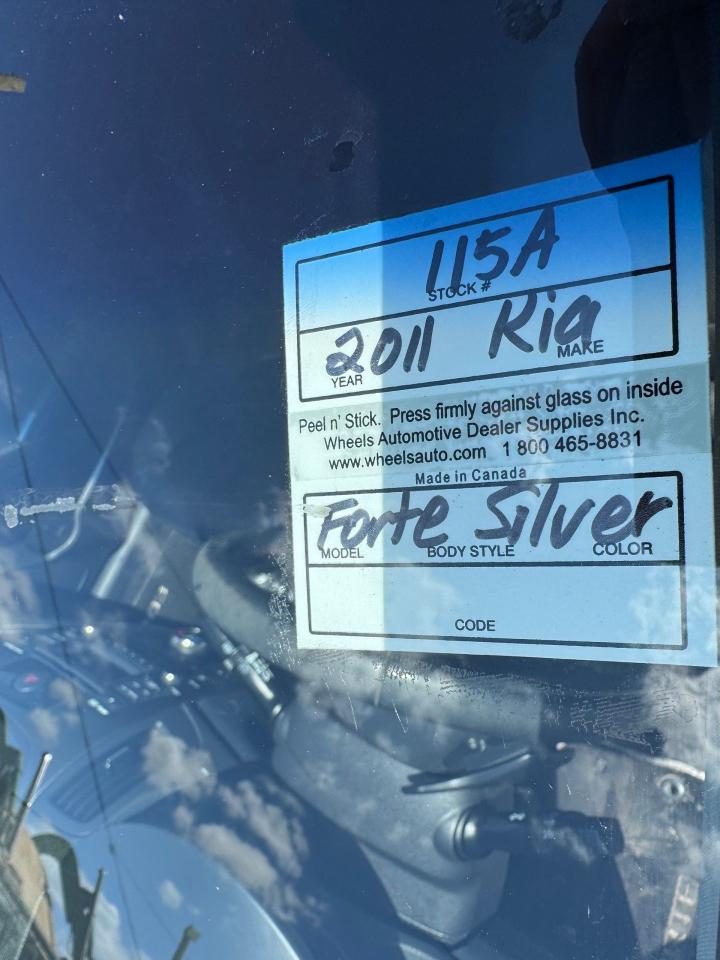 115A
STOCK #
2011 Kia
YEAR MAKE
Peel n' Stick. Press firmly against glass on inside
Wheels Automotive Dealer Supplies Inc.
www.wheelsauto.com 1 800 465-8831
Made in Canada
Forte Silver
MODEL BODY STYLE COLOR
CODE